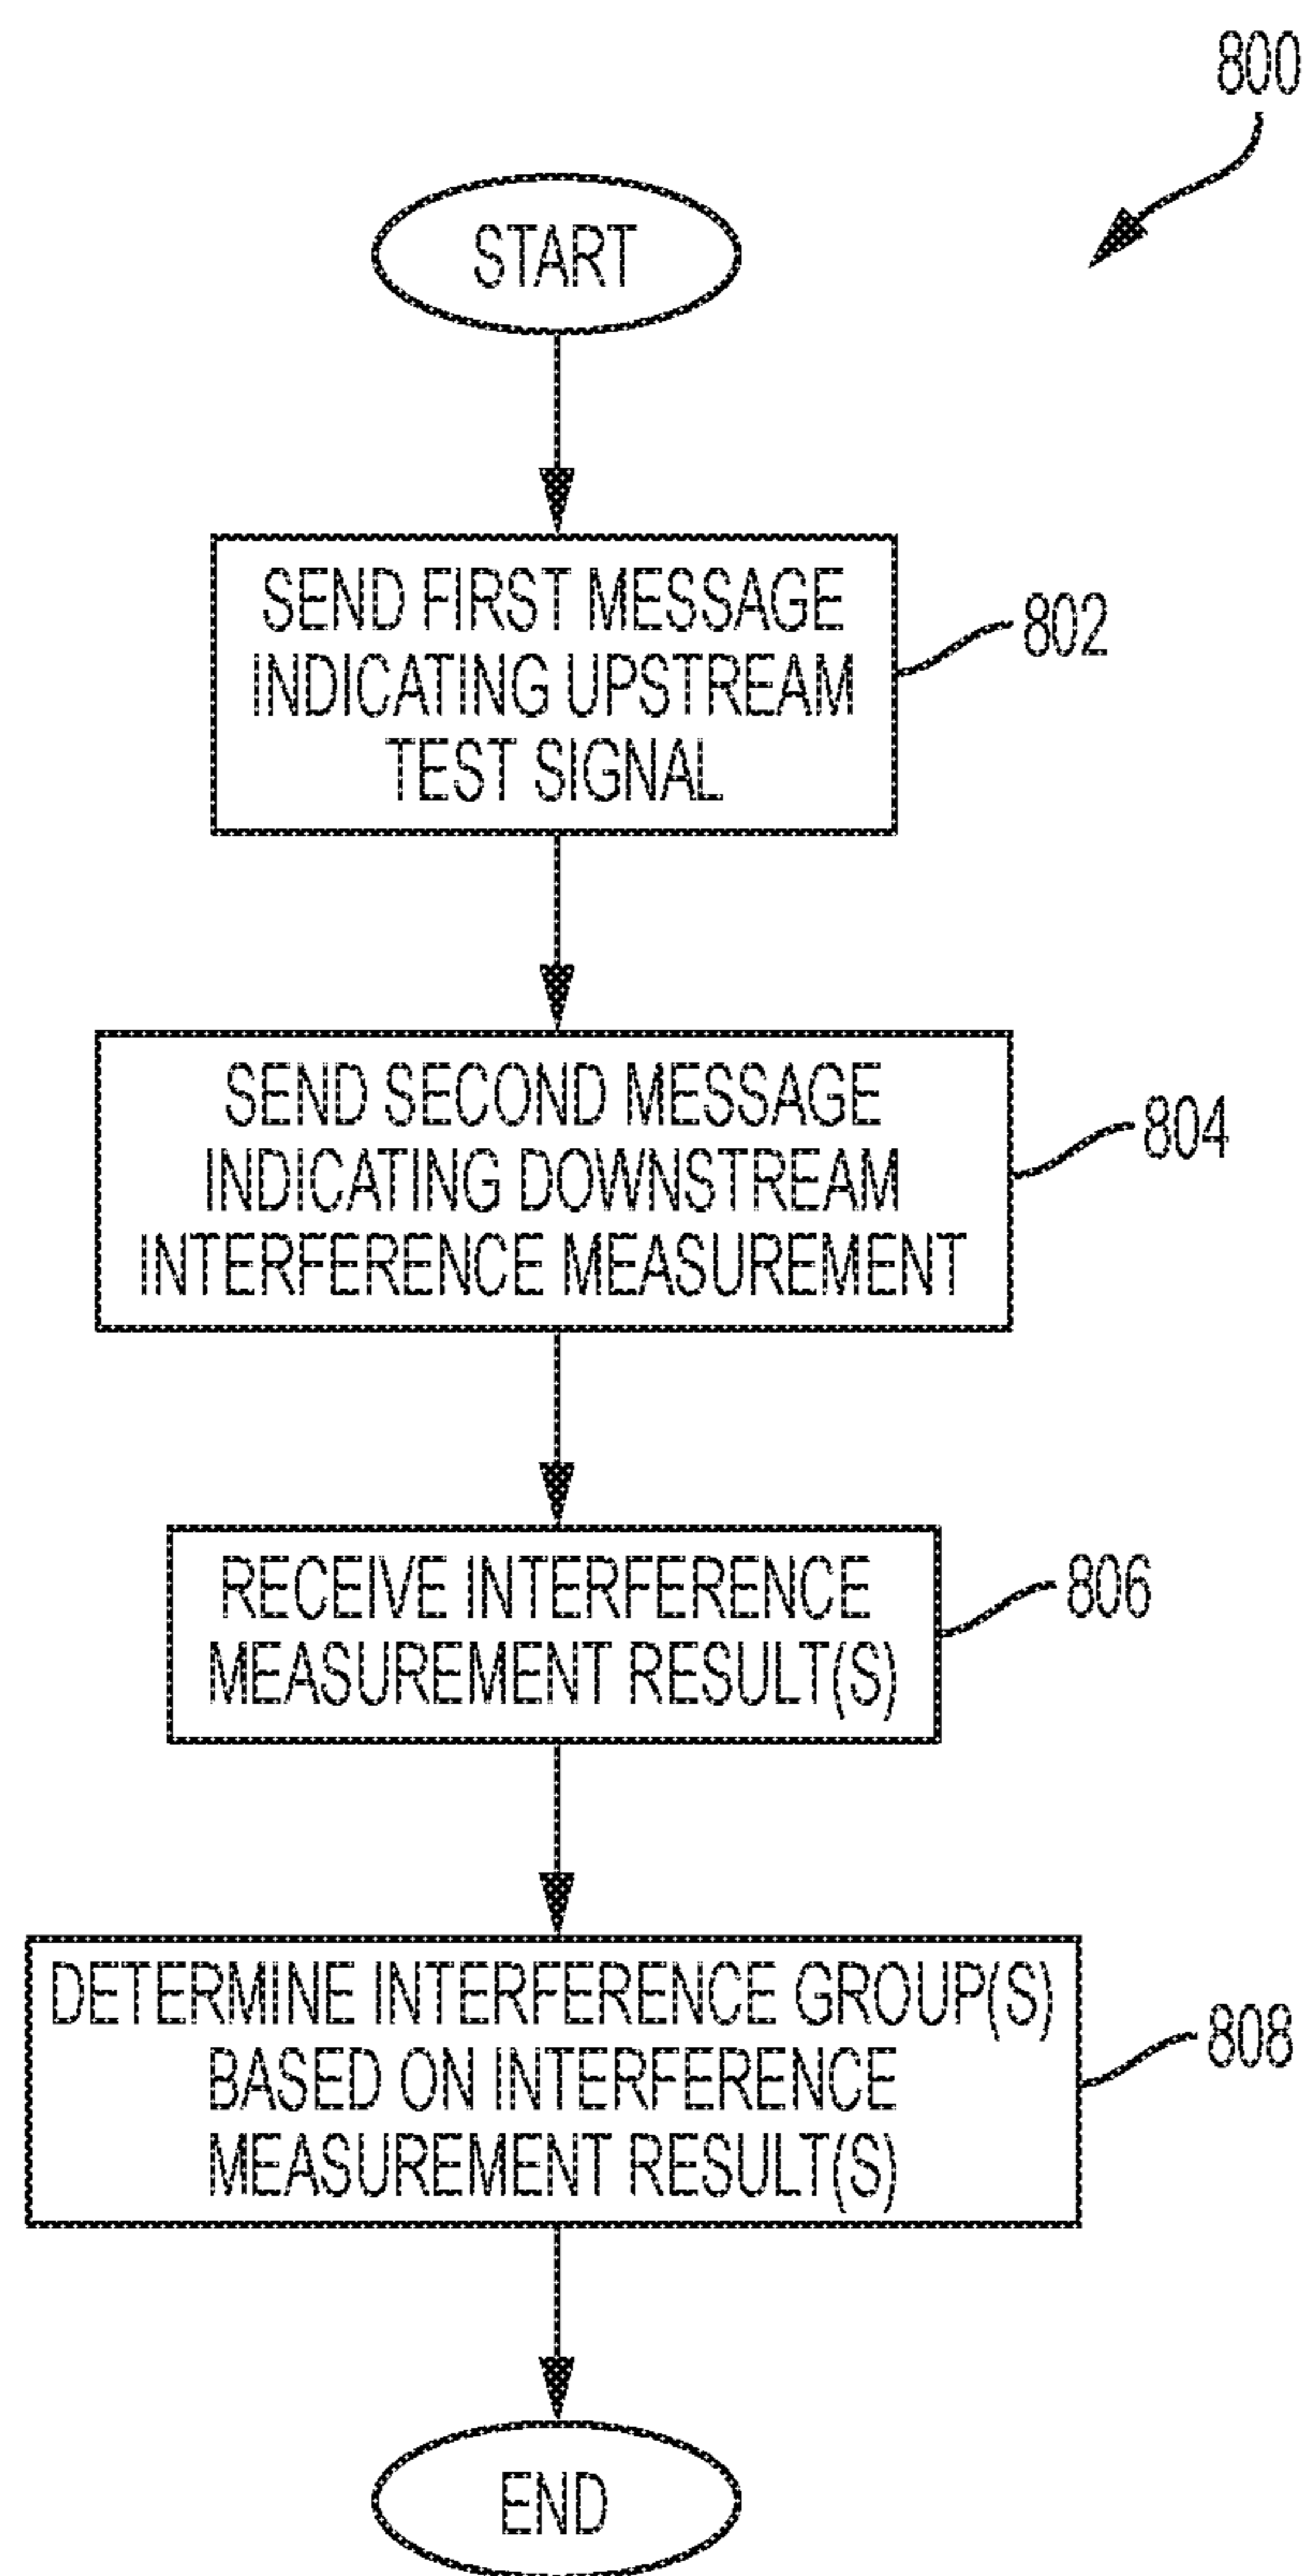 800
START
SEND FIRST MESSAGE
INDICATING UPSTREAM
TEST SIGNAL
802
SEND SECOND MESSAGE
INDICATING DOWNSTREAM
INTERFERENCE MEASUREMENT
804
RECEIVE INTERFERENCE
MEASUREMENT RESULT(S)
806
DETERMINE INTERFERENCE GROUP(S)
BASED ON INTERFERENCE
MEASUREMENT RESULT(S)
808
END